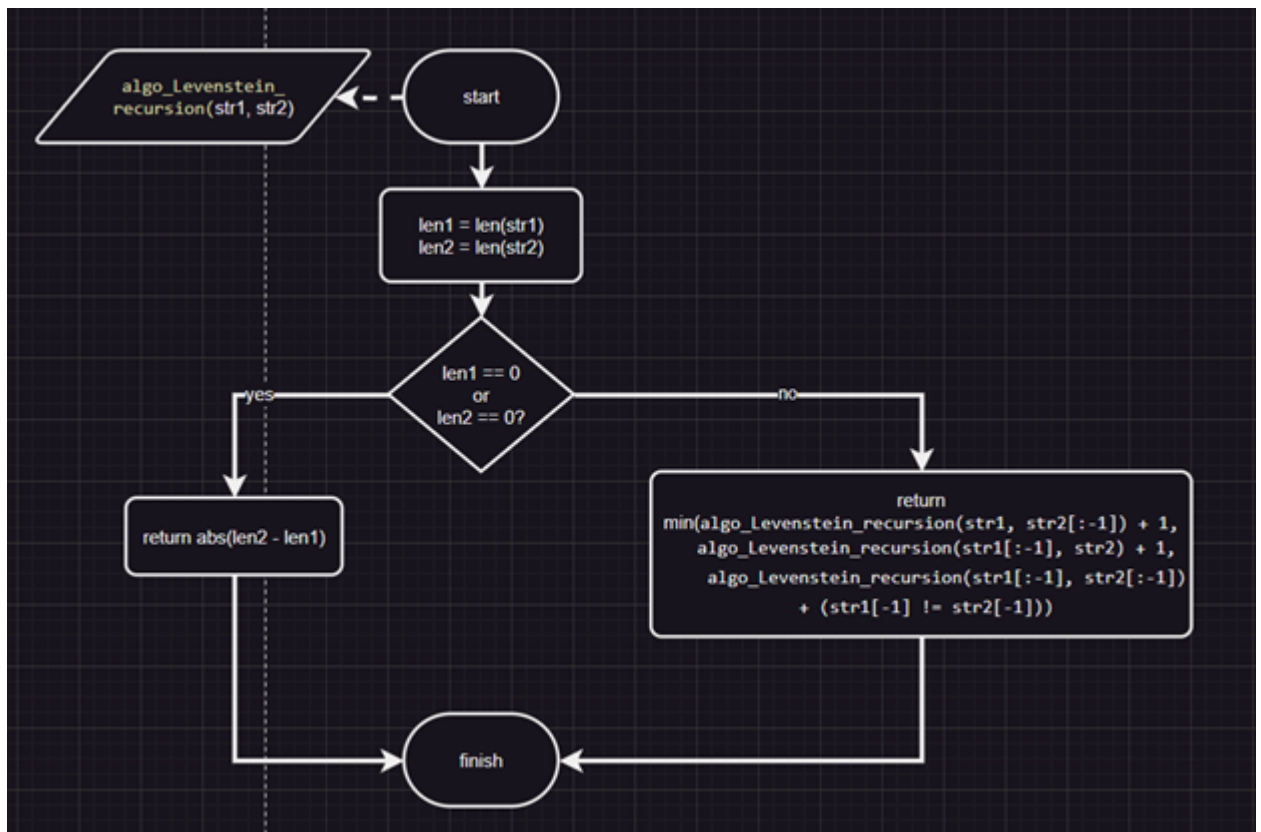 algo_Levenstein_
recursion(str1, str2)
start
len1 = len(str1)
len2 = len(str2)
len1 == 0
or
len2 == 0?
yes
no
return abs(len2 - len1)
return
min(algo_Levenstein_recursion(str1, str2[:-1]) + 1,
algo_Levenstein_recursion(str1[:-1], str2) + 1,
algo_Levenstein_recursion(str1[:-1], str2[:-1])
+ (str1[-1] != str2[-1]))
finish